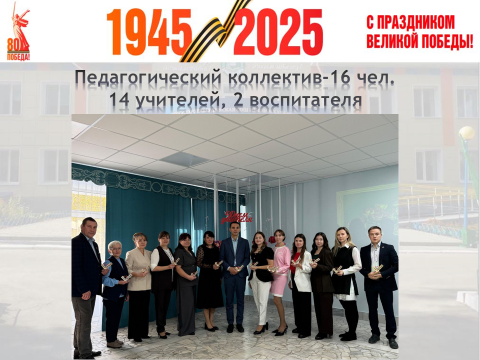 80
ПОБЕДА!
1945
2025
С ПРАЗДНИКОМ
ВЕЛИКОЙ ПОБЕДЫ!
Педагогический коллектив-16 чел.
14 учителей, 2 воспитателя